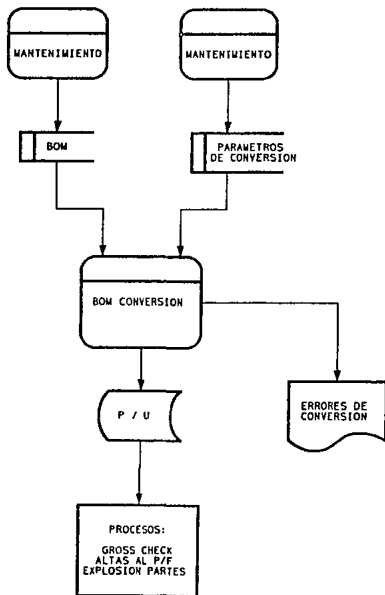 MANTENIMIENTO
MANTENIMIENTO
BOM
PARAMETROS
DE CONVERSION
BOM CONVERSION
P / U
ERRORES DE
CONVERSION
PROCESOS:
GROSS CHECK
ALTAS AL P/F
EXPLOSION PARTES